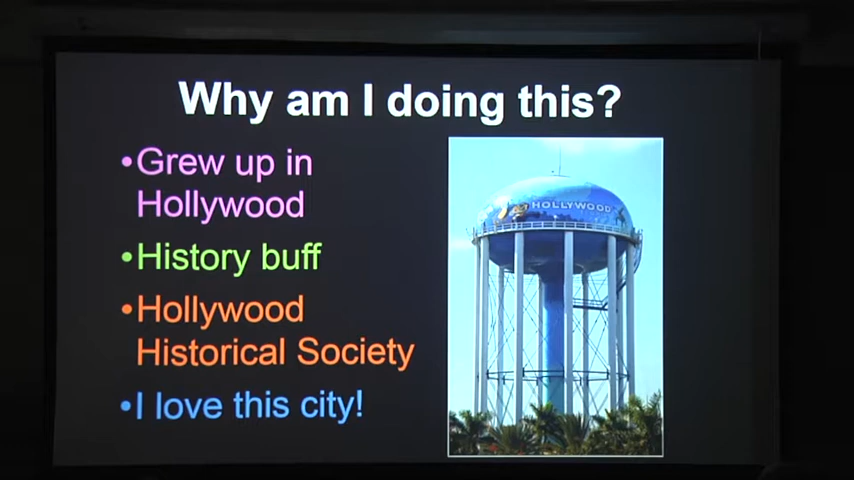 Why am I doing this?
•Grew up in
Hollywood
•History buff
•Hollywood
Historical Society
•I love this city!
HOLLYWOOD